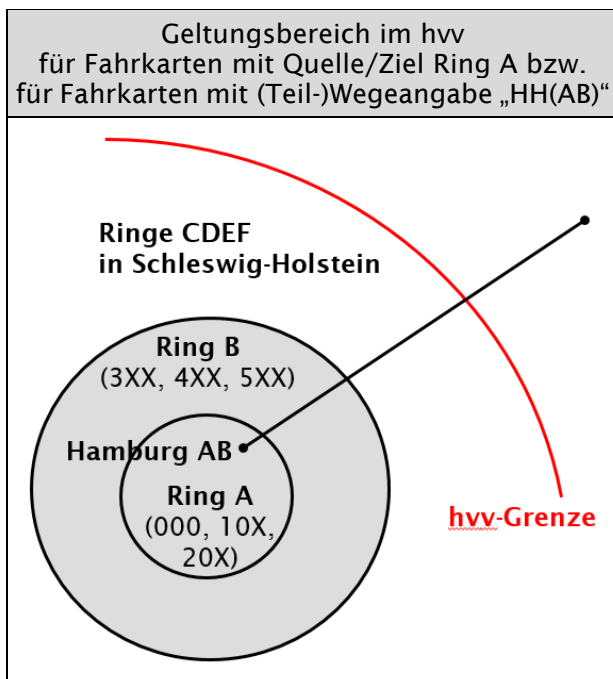 Geltungsbereich im hvv
für Fahrkarten mit Quelle/Ziel Ring A bzw.
für Fahrkarten mit (Teil-)Wegeangabe „HH(AB)“
Ringe CDEF
in Schleswig-Holstein
Ring B
(3XX, 4XX, 5XX)
Hamburg AB
Ring A
(000, 10X,
20X)
hvv-Grenze